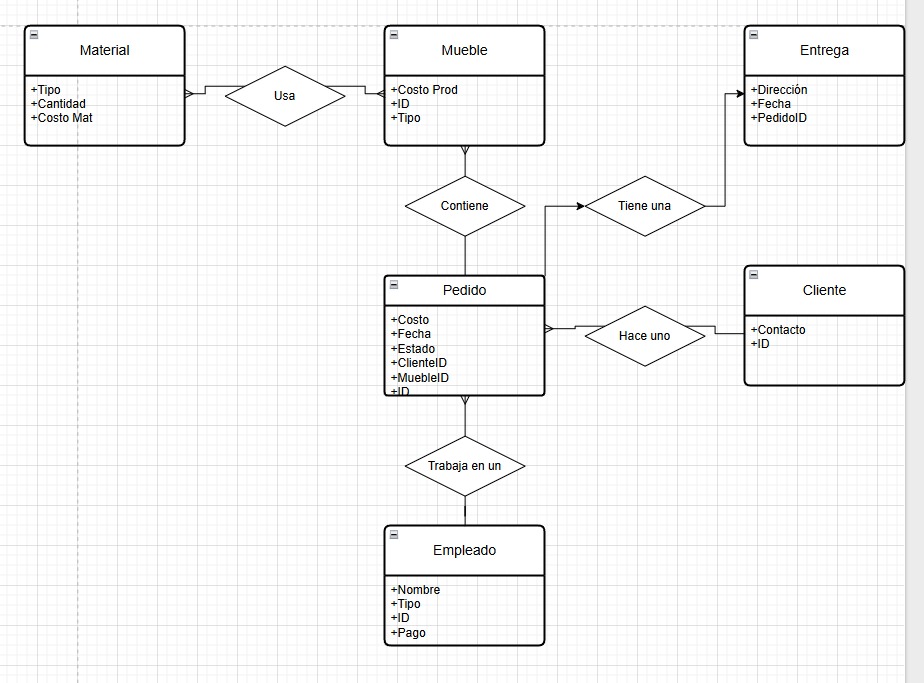 Material
+Tipo
+Cantidad
+Costo Mat
Usa
Mueble
+Costo Prod
+ID
+Tipo
Entrega
+Dirección
+Fecha
+PedidoID
Contiene
Tiene una
Pedido
+Costo
+Fecha
+Estado
+ClienteID
+MuebleID
+ID
Hace uno
Cliente
+Contacto
+ID
Trabaja en un
Empleado
+Nombre
+Tipo
+ID
+Pago